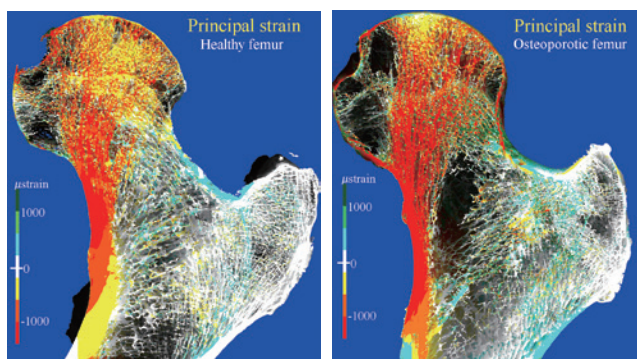 Principal strain
Healthy femur
μstrain
1000
0
-1000
Principal strain
Osteoporotic femur
μstrain
1000
0
-1000